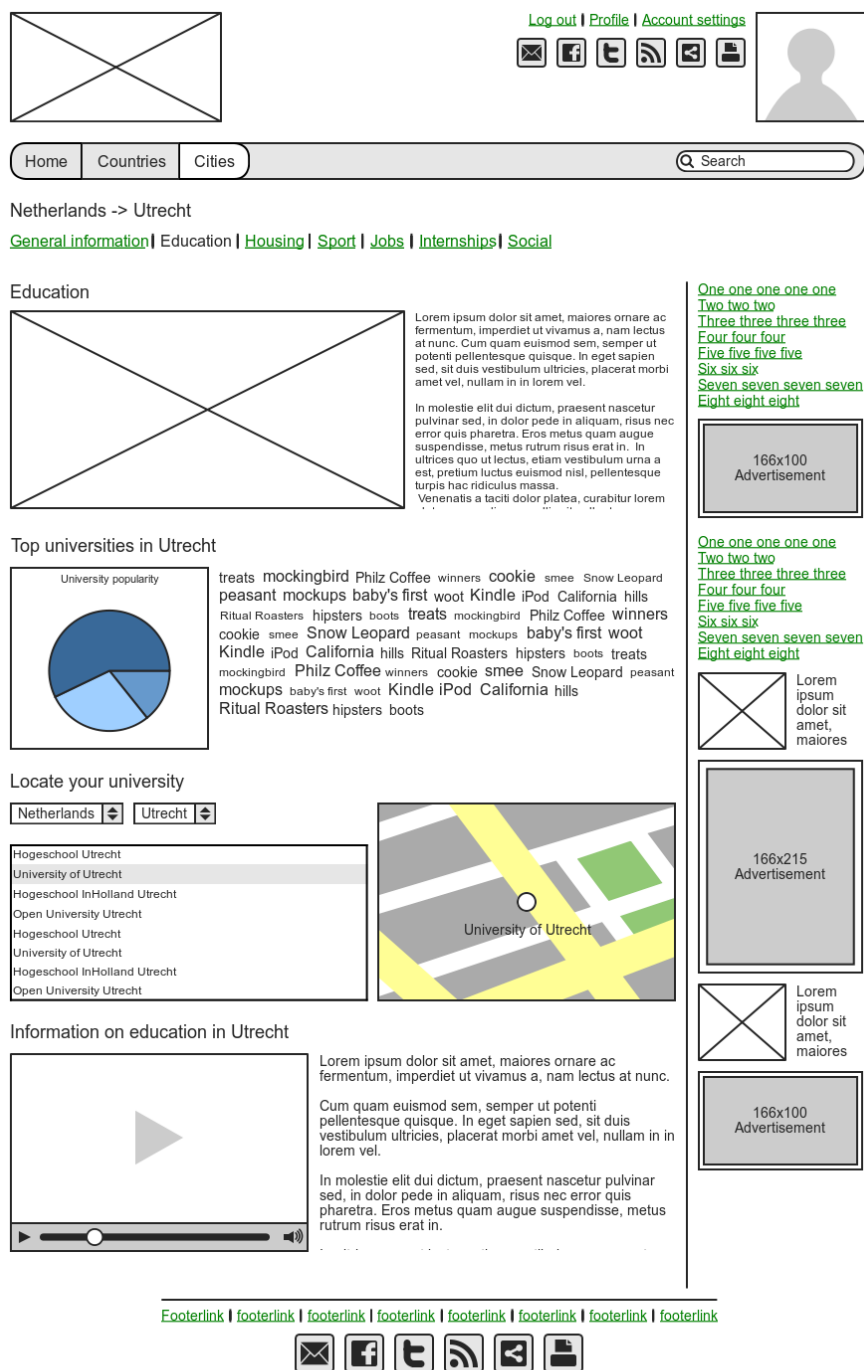 Log out | Profile | Account settings
Home Countries Cities Search
Netherlands -> Utrecht
General information | Education | Housing | Sport | Jobs | Internships | Social
Education
Lorem ipsum dolor sit amet, maiores ornare ac
fermentum, imperdiet ut vivamus a, nam lectus
at nunc. Cum quam euismod sem, semper ut
potenti pellentesque quisque. In eget sapien
sed, sit duis vestibulum ultricies, placerat morbi
amet vel, nullam in in lorem vel.
In molestie elit dui dictum, praesent nascetur
pulvinar sed, in dolor pede in aliquam, risus nec
error quis pharetra. Eros metus quam augue
suspendisse, metus rutrum risus erat in. In
ultrices quo ut lectus, etiam vestibulum urna a
est, pretium luctus euismod nisl, pellentesque
turpis hac ridiculus massa.
Venenatis a taciti dolor platea, curabitur lorem
Top universities in Utrecht
University popularity
treats mockingbird Philz Coffee winners cookie smee Snow Leopard
peasant mockups baby's first woot Kindle iPod California hills
Ritual Roasters hipsters boots treats mockingbird Philz Coffee winners
cookie smee Snow Leopard peasant mockups baby's first woot
Kindle iPod California hills Ritual Roasters hipsters boots treats
mockingbird Philz Coffee winners cookie smee Snow Leopard peasant
mockups baby's first woot Kindle iPod California hills
Ritual Roasters hipsters boots
Locate your university
Netherlands Utrecht
Hogeschool Utrecht
University of Utrecht
Hogeschool InHolland Utrecht
Open University Utrecht
Hogeschool Utrecht
University of Utrecht
Hogeschool InHolland Utrecht
Open University Utrecht
University of Utrecht
Information on education in Utrecht
Lorem ipsum dolor sit amet, maiores ornare ac
fermentum, imperdiet ut vivamus a, nam lectus at nunc.
Cum quam euismod sem, semper ut potenti
pellentesque quisque. In eget sapien sed, sit duis
vestibulum ultricies, placerat morbi amet vel, nullam in in
lorem vel.
In molestie elit dui dictum, praesent nascetur pulvinar
sed, in dolor pede in aliquam, risus nec error quis
pharetra. Eros metus quam augue suspendisse, metus
rutrum risus erat in.
One one one one one
Two two two
Three three three three
Four four four
Five five five five
Six six six
Seven seven seven seven
Eight eight eight
166x100
Advertisement
One one one one one
Two two two
Three three three three
Four four four
Five five five five
Six six six
Seven seven seven seven
Eight eight eight
Lorem
ipsum
dolor sit
amet,
maiores
166x215
Advertisement
Lorem
ipsum
dolor sit
amet,
maiores
166x100
Advertisement
Footerlink | footerlink | footerlink | footerlink | footerlink | footerlink | footerlink | footerlink